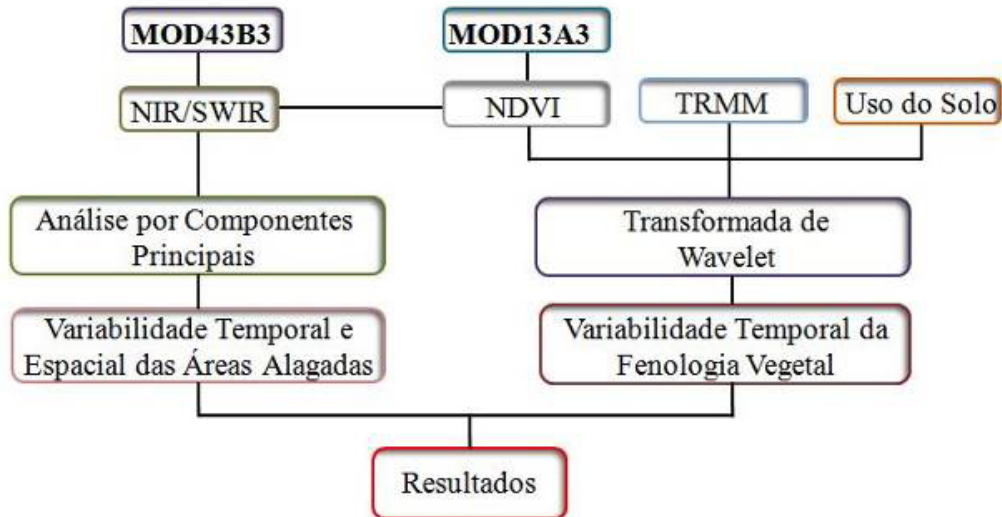 MOD43B3
MOD13A3
NIR/SWIR
NDVI
TRMM
Uso do Solo
Análise por Componentes
Principais
Transformada de
Wavelet
Variabilidade Temporal e
Espacial das Áreas Alagadas
Variabilidade Temporal da
Fenologia Vegetal
Resultados